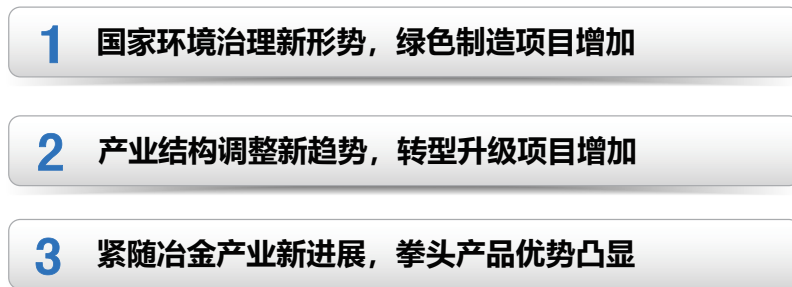 1 国家环境治理新形势，绿色制造项目增加
2 产业结构调整新趋势，转型升级项目增加
3 紧随冶金产业新进展，拳头产品优势凸显